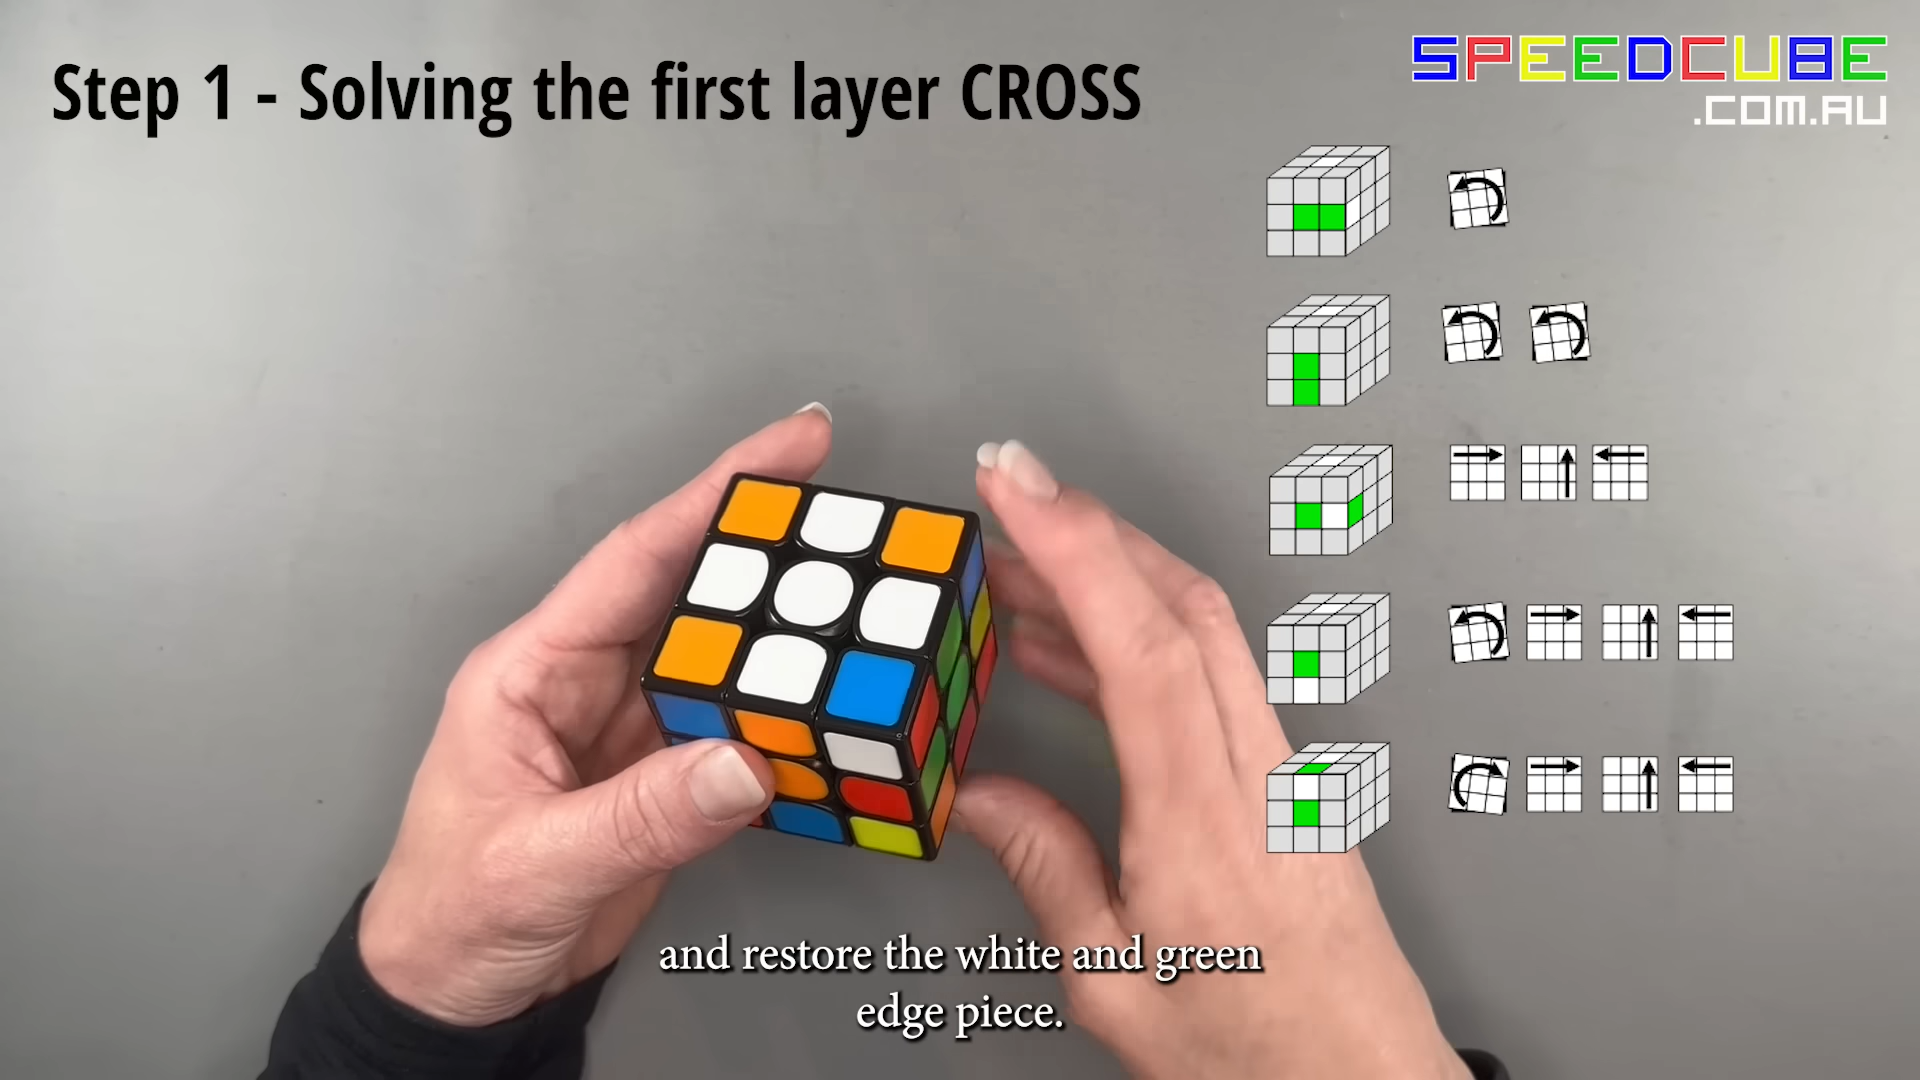 Step 1 - Solving the first layer CROSS
SPEEDCUBE
.COM.AU
and restore the white and green
edge piece.